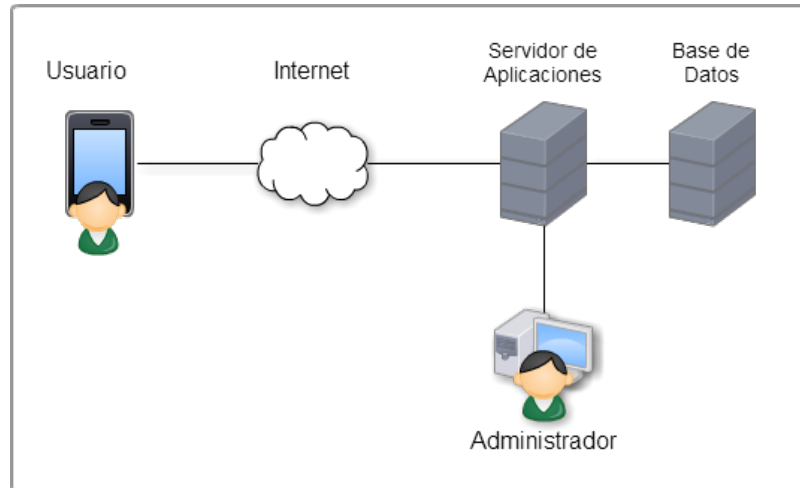 Usuario
Internet
Servidor de
Aplicaciones
Base de
Datos
Administrador